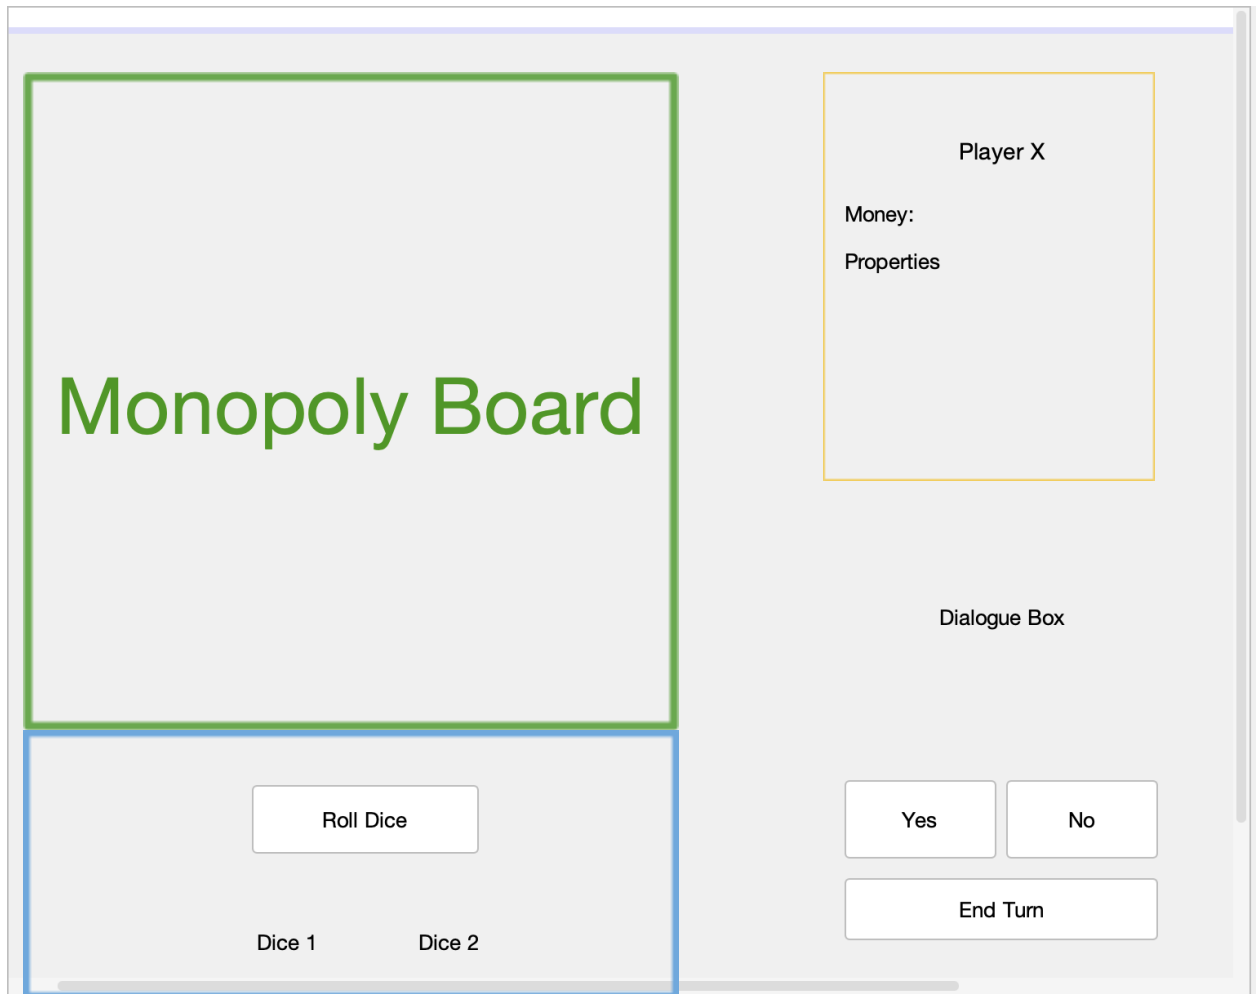 Monopoly Board
Player X
Money:
Properties
Dialogue Box
Roll Dice
Dice 1 Dice 2
Yes No
End Turn